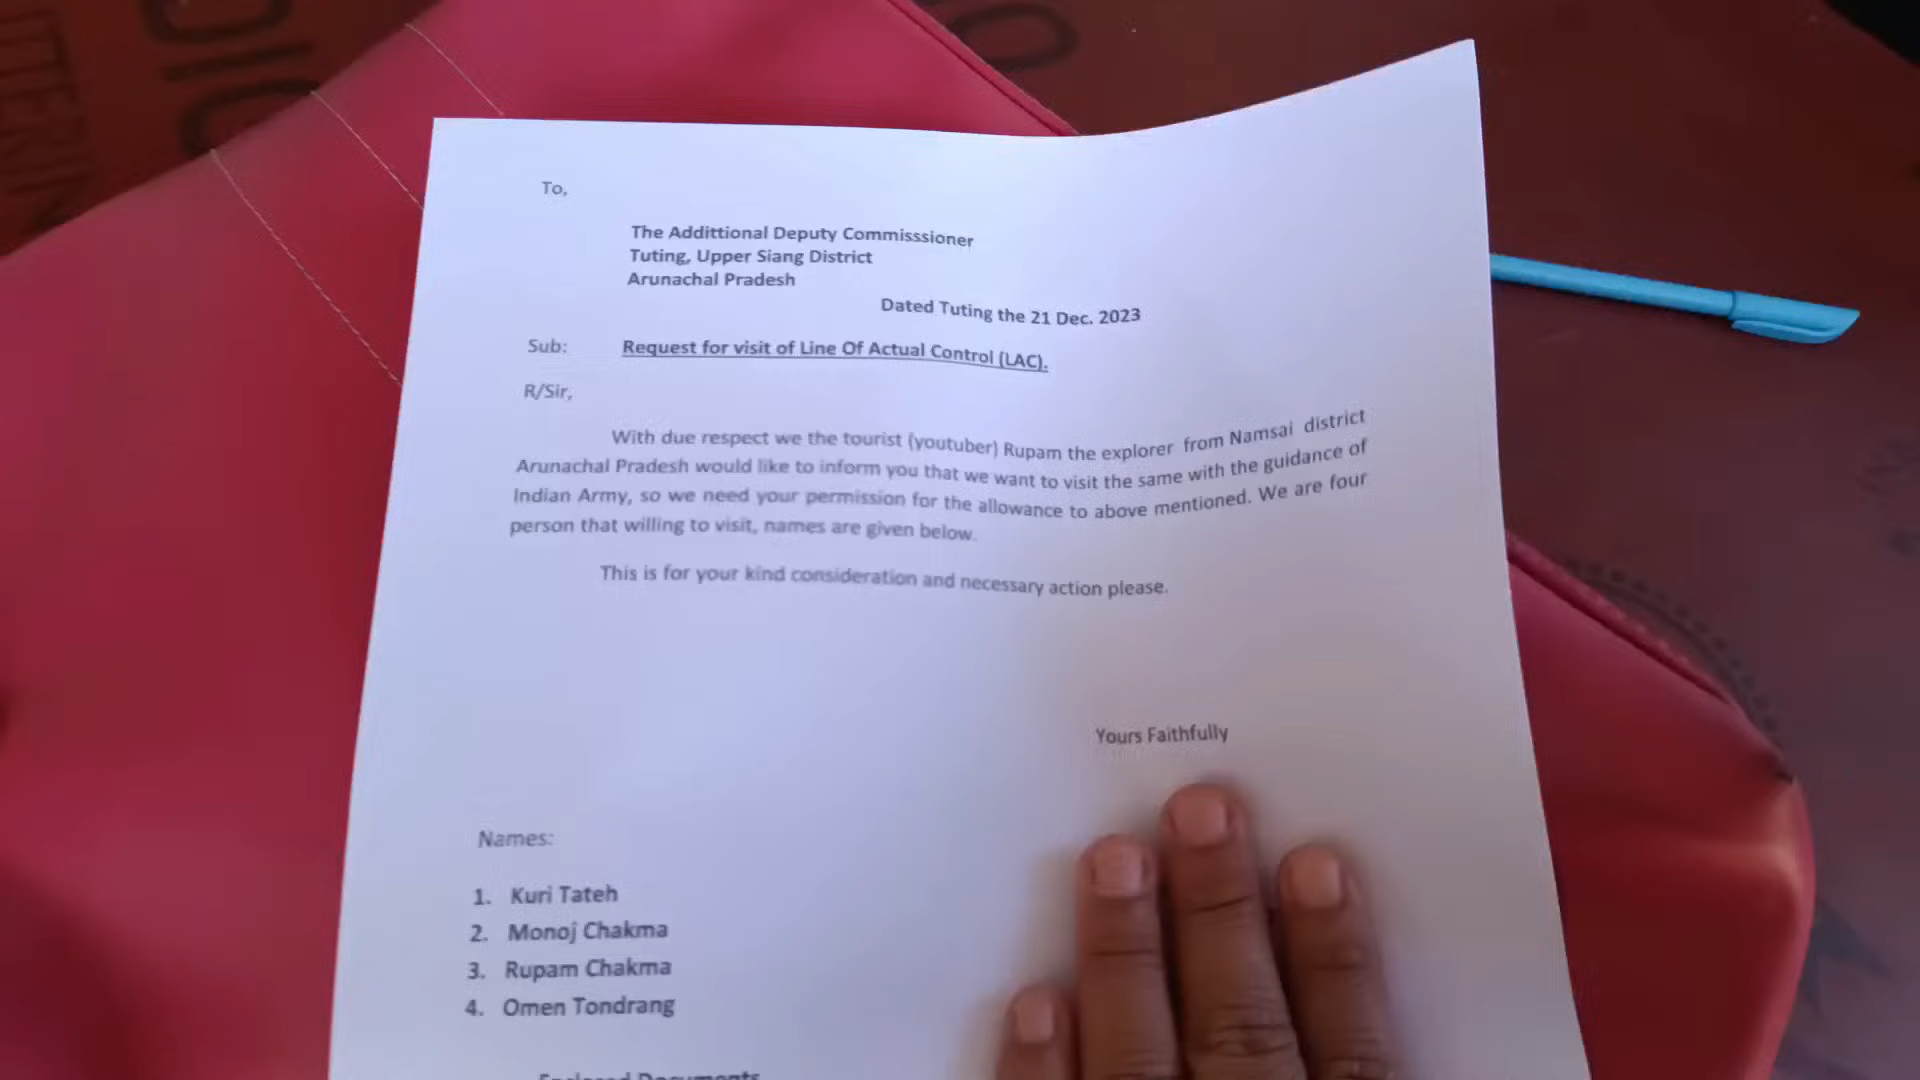 To,
The Addittional Deputy Commisssioner
Tuting, Upper Siang District
Arunachal Pradesh
Dated Tuting the 21 Dec. 2023
Sub: Request for visit of Line Of Actual Control (LAC).
R/Sir,
With due respect we the tourist (youtuber) Rupam the explorer from Namsai district
Arunachal Pradesh would like to inform you that we want to visit the same with the guidance of
Indian Army, so we need your permission for the allowance to above mentioned. We are four
person that willing to visit, names are given below.
This is for your kind consideration and necessary action please.
Yours Faithfully
Names:
1. Kuri Tateh
2. Monoj Chakma
3. Rupam Chakma
4. Omen Tondrang
Enclosed Documents